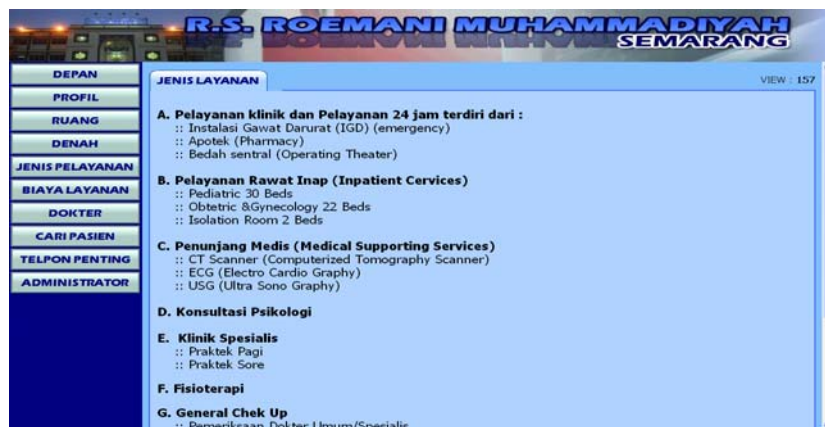 R.S. ROEMANI MUHAMMADIYAH
SEMARANG
DEPAN
PROFIL
RUANG
DENAH
JENIS PELAYANAN
BIAYA LAYANAN
DOKTER
CARI PASIEN
TELPON PENTING
ADMINISTRATOR
JENIS LAYANAN
VIEW : 157
A. Pelayanan klinik dan Pelayanan 24 jam terdiri dari :
:: Instalasi Gawat Darurat (IGD) (emergency)
:: Apotek (Pharmacy)
:: Bedah sentral (Operating Theater)
B. Pelayanan Rawat Inap (Inpatient Cervices)
:: Pediatric 30 Beds
:: Obtetric &Gynecology 22 Beds
:: Isolation Room 2 Beds
C. Penunjang Medis (Medical Supporting Services)
:: CT Scanner (Computerized Tomography Scanner)
:: ECG (Electro Cardio Graphy)
:: USG (Ultra Sono Graphy)
D. Konsultasi Psikologi
E. Klinik Spesialis
:: Praktek Pagi
:: Praktek Sore
F. Fisioterapi
G. General Chek Up
:: Pemeriksaan Dokter Umum/Spesialis